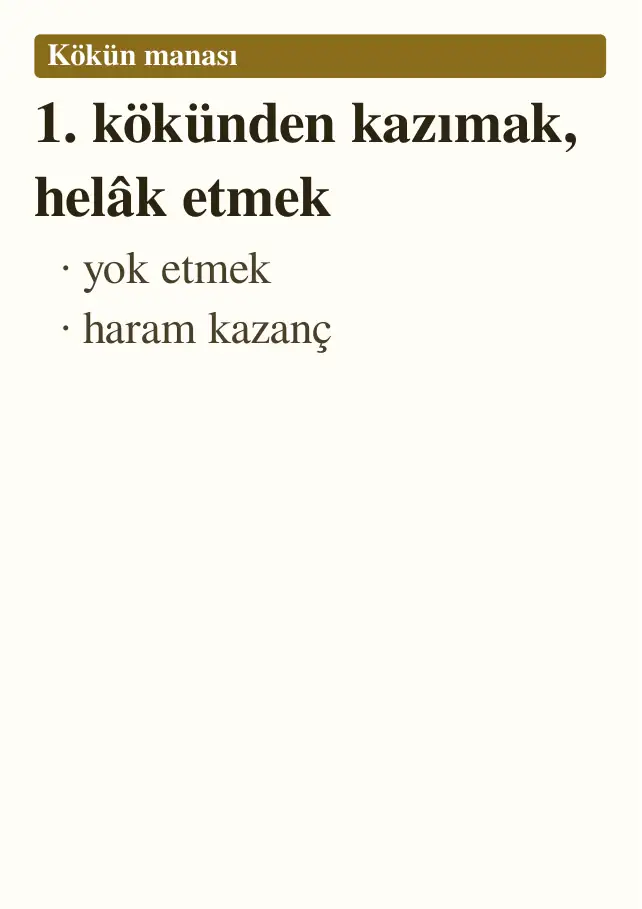 Kökün manası
1. kökünden kazımak,
helâk etmek
· yok etmek
· haram kazanç